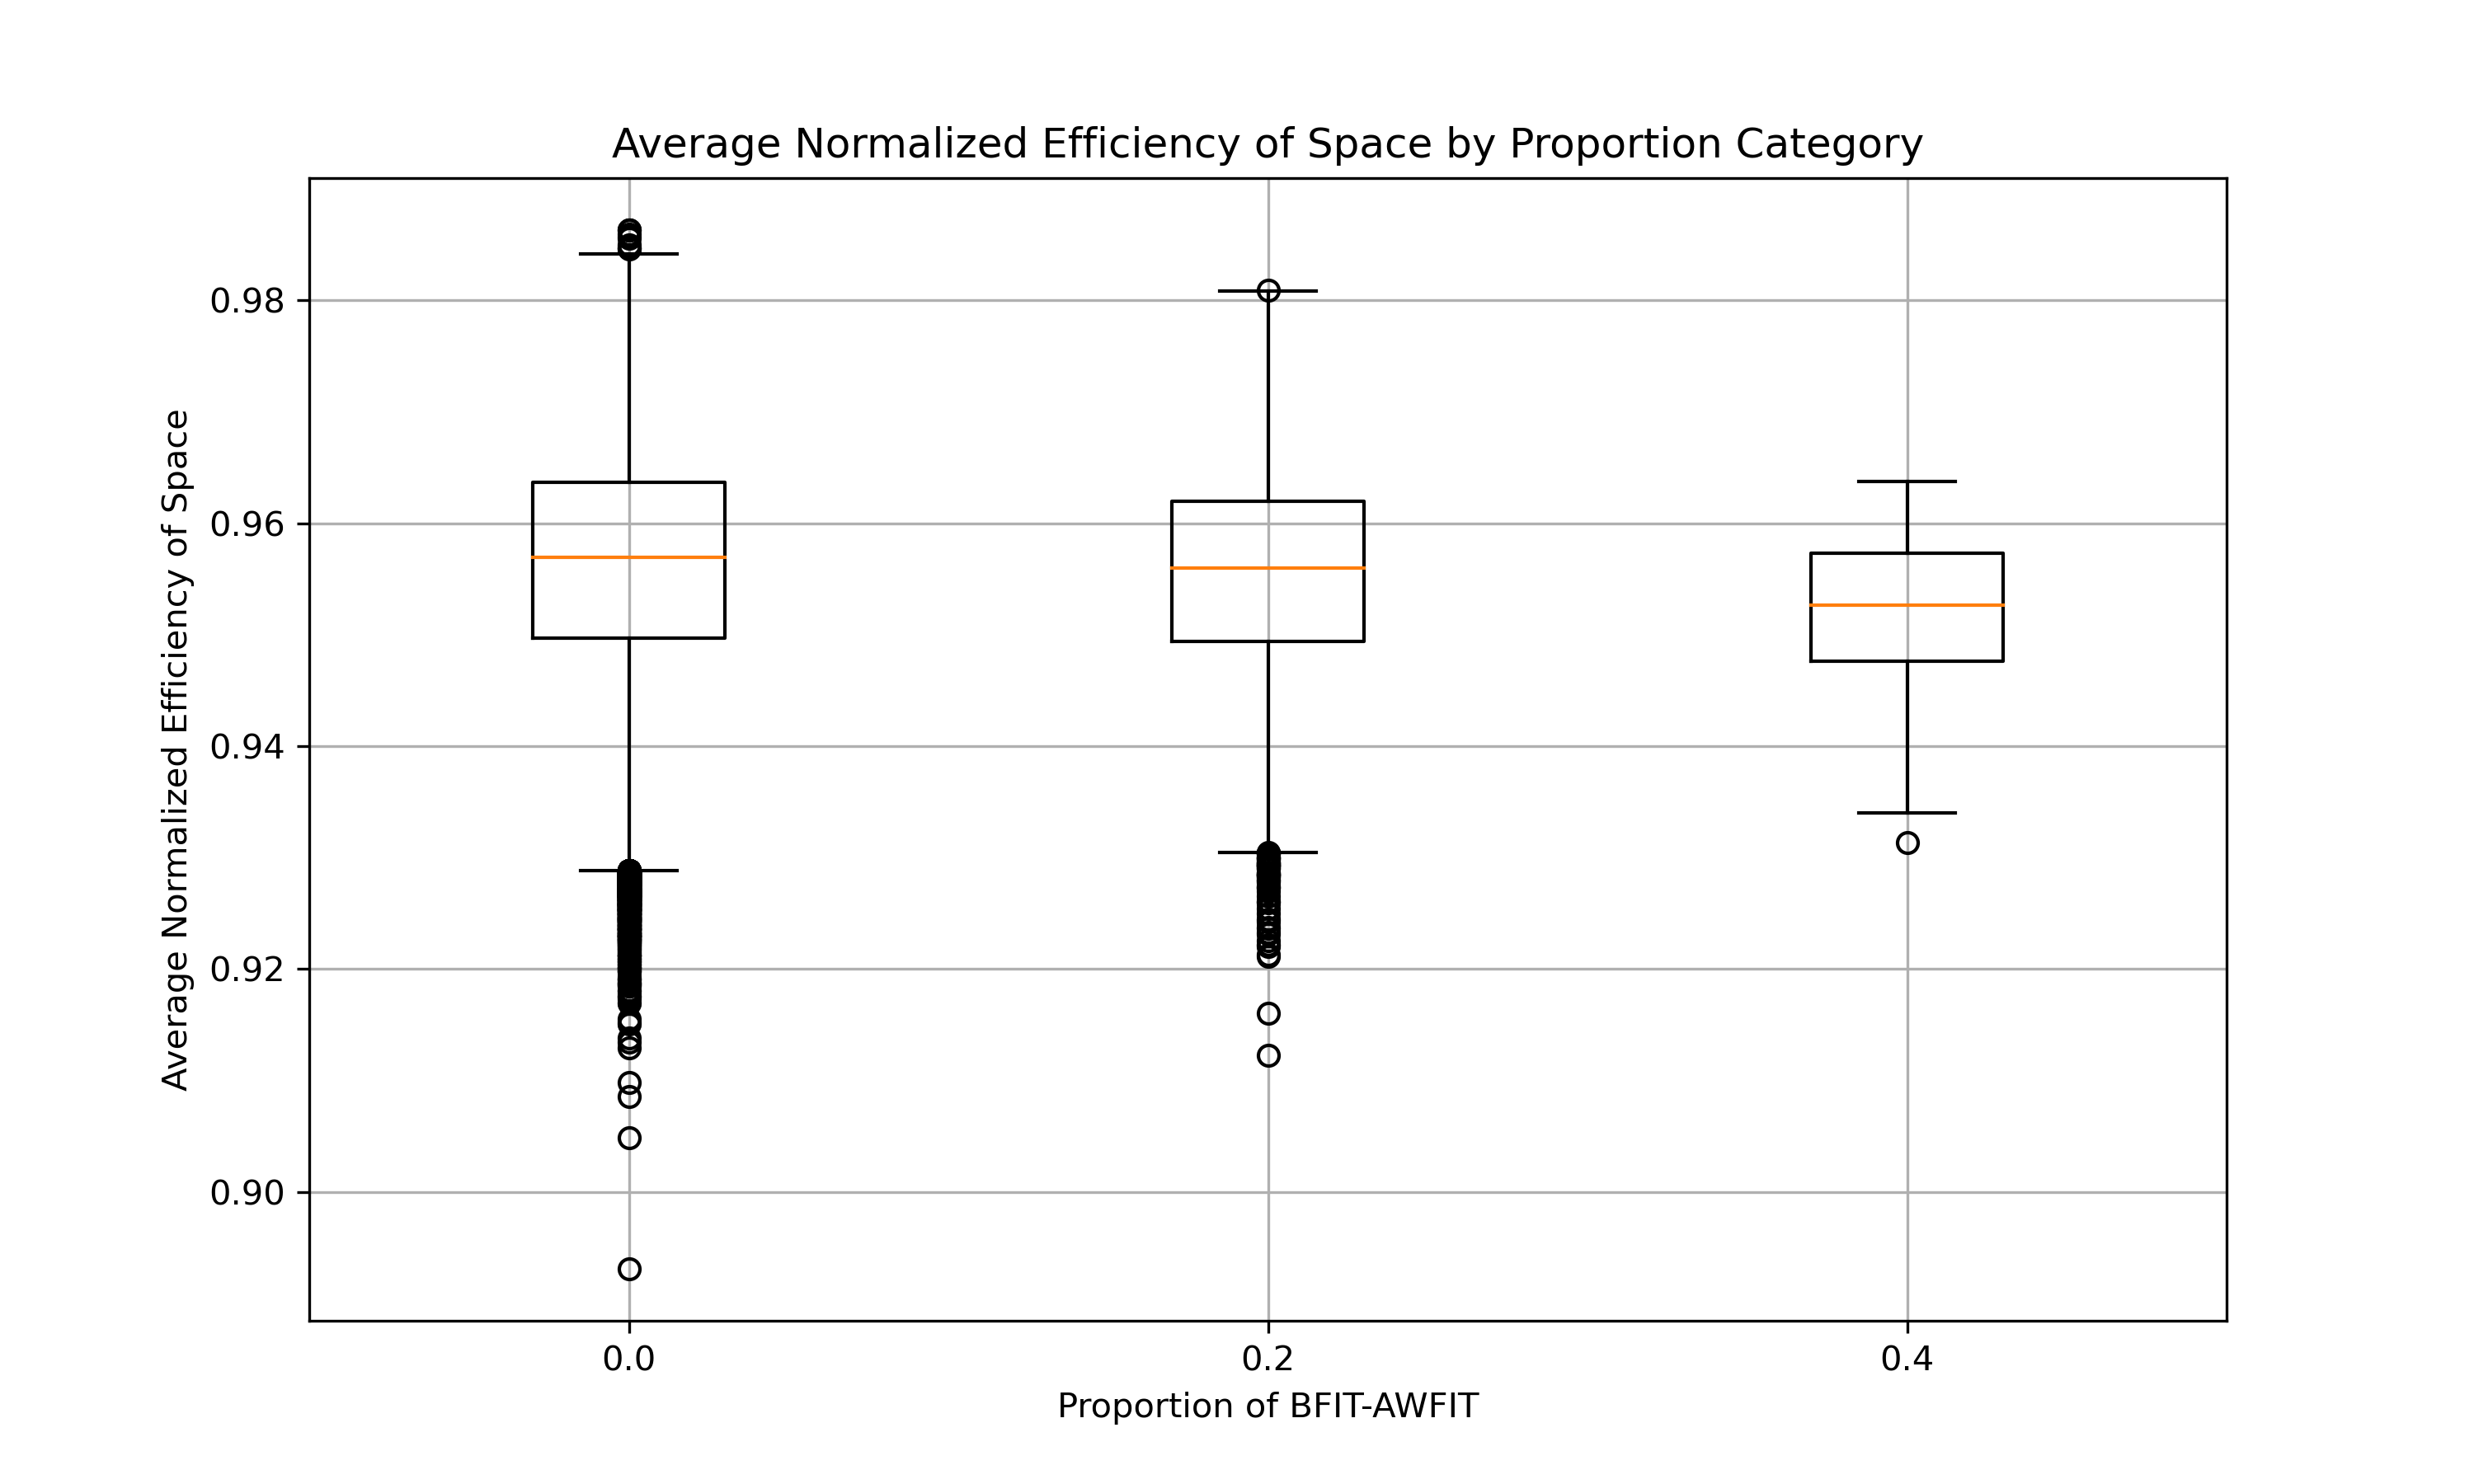 Average Normalized Efficiency of Space by Proportion Category
Average Normalized Efficiency of Space
0.98
0.96
0.94
0.92
0.90
0.0 0.2 0.4
Proportion of BFIT-AWFIT